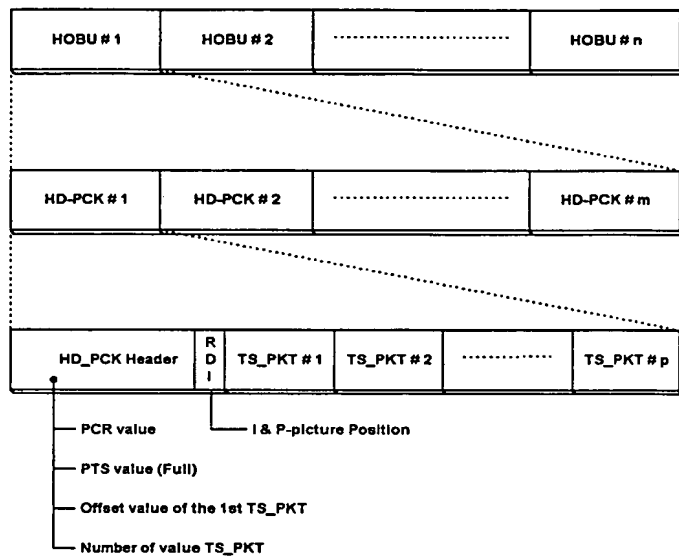 HOBU # 1 HOBU # 2 HOBU # n
HD-PCK # 1 HD-PCK # 2 HD-PCK # m
HD_PCK Header RDI TS_PKT # 1 TS_PKT # 2 TS_PKT # p
PCR value
I & P-picture Position
PTS value (Full)
Offset value of the 1st TS_PKT
Number of value TS_PKT